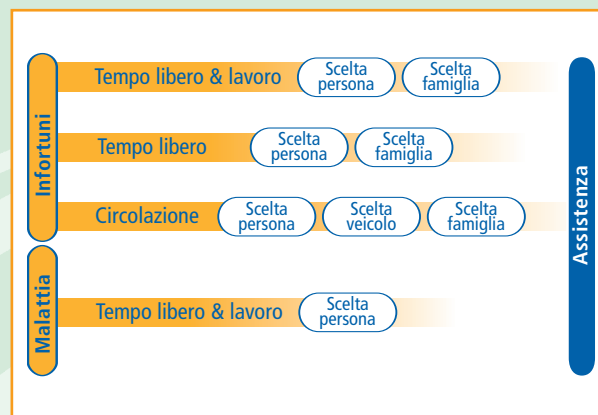 Infortuni
Tempo libero & lavoro
Scelta
persona
Scelta
famiglia
Tempo libero
Scelta
persona
Scelta
famiglia
Circolazione
Scelta
persona
Scelta
veicolo
Scelta
famiglia
Malattia
Tempo libero & lavoro
Scelta
persona
Assistenza